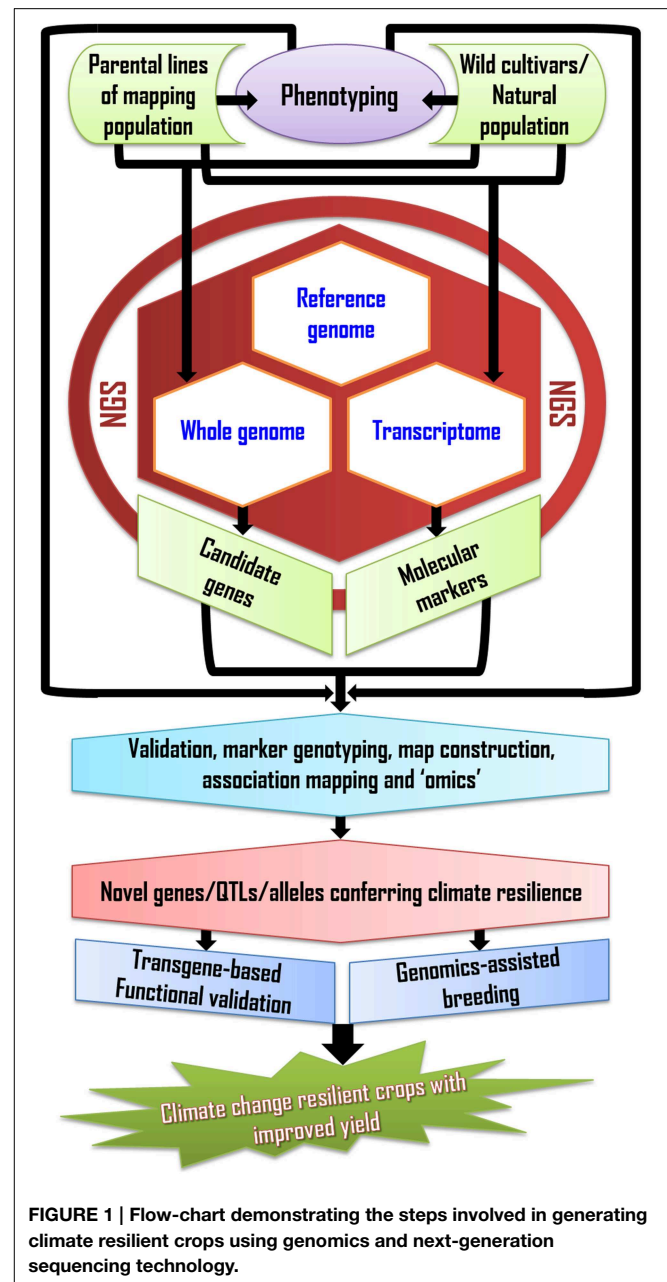 Parental lines
of mapping
population
Phenotyping
Wild cultivars/
Natural
population
Reference
genome
NGS
NGS
Whole genome
Transcriptome
Candidate
genes
Molecular
markers
Validation, marker genotyping, map construction,
association mapping and ‘omics’
Novel genes/QTLs/alleles conferring climate resilience
Transgene-based
Functional validation
Genomics-assisted
breeding
Climate change resilient crops with
improved yield
FIGURE 1 | Flow-chart demonstrating the steps involved in generating
climate resilient crops using genomics and next-generation
sequencing technology.